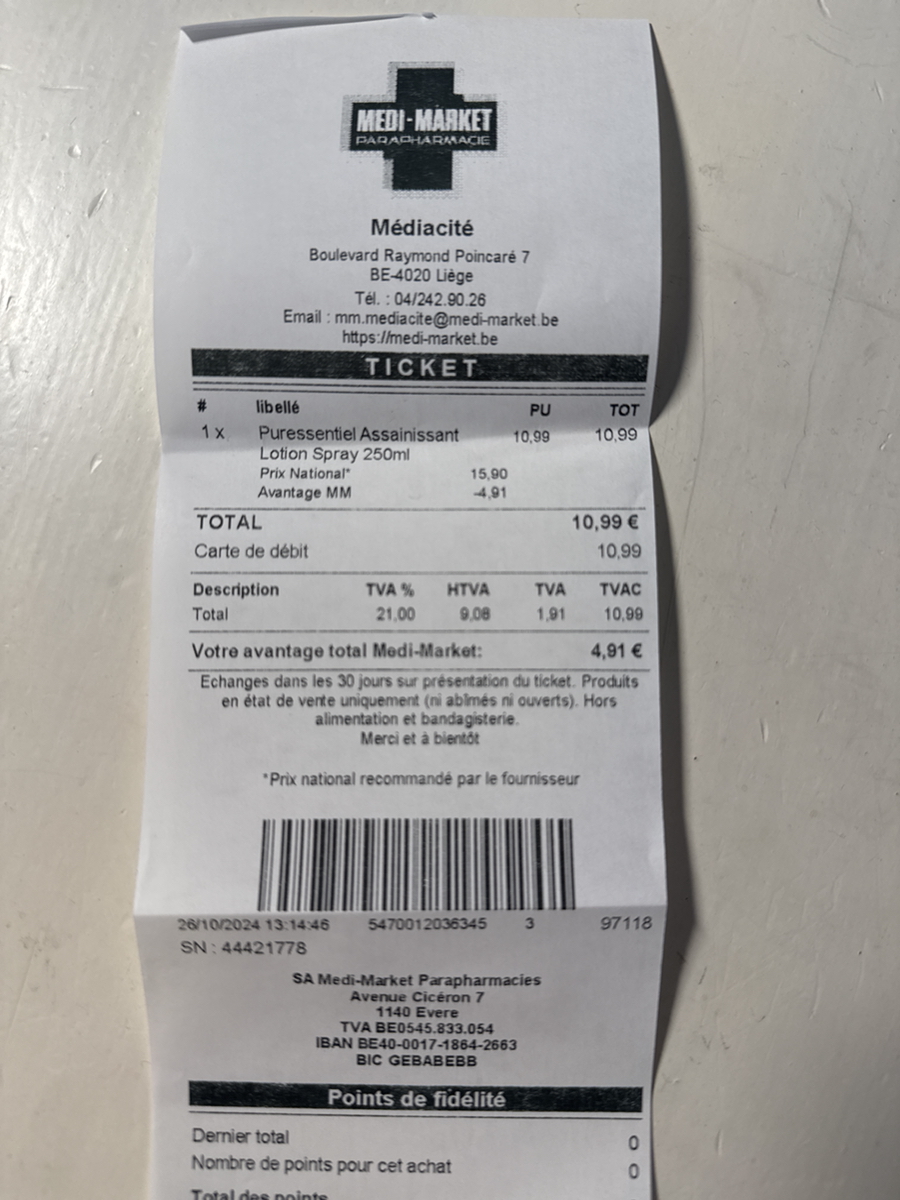 MEDI-MARKET
PARAPHARMACIE
Médiacité
Boulevard Raymond Poincaré 7
BE-4020 Liège
Tél. : 04/242.90.26
Email : mm.mediacite@medi-market.be
https://medi-market.be
TICKET
# libellé PU TOT
1 x Puressentiel Assainissant 10,99 10,99
Lotion Spray 250ml
Prix National* 15,90
Avantage MM -4,91
TOTAL 10,99 €
Carte de débit 10,99
Description TVA % HTVA TVA TVAC
Total 21,00 9,08 1,91 10,99
Votre avantage total Medi-Market: 4,91 €
Echanges dans les 30 jours sur présentation du ticket. Produits
en état de vente uniquement (ni abîmés ni ouverts). Hors
alimentation et bandagisterie.
Merci et à bientôt
*Prix national recommandé par le fournisseur
26/10/2024 13:14:46 5470012036345 3 97118
SN : 44421778
SA Medi-Market Parapharmacies
Avenue Cicéron 7
1140 Evere
TVA BE0545.833.054
IBAN BE40-0017-1864-2663
BIC GEBABEBB
Points de fidélité
Dernier total 0
Nombre de points pour cet achat 0
Total des points